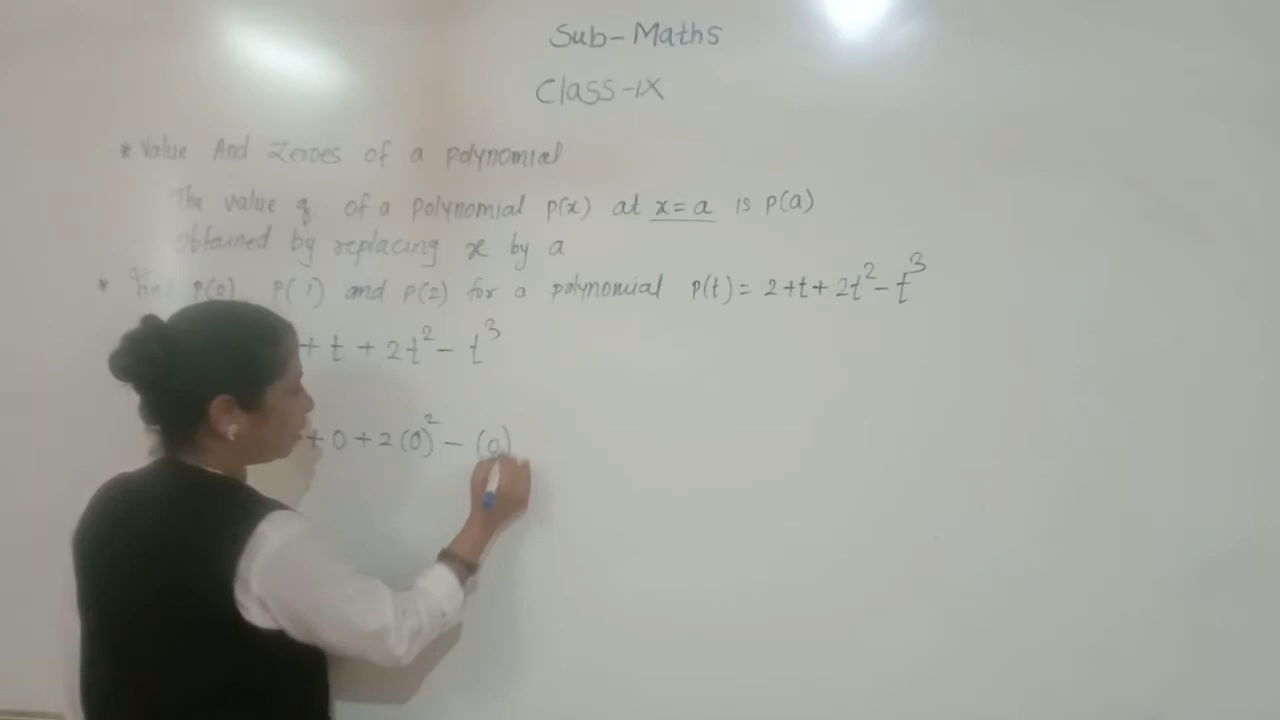 Sub-Maths
Class-IX
* Value And Zeroes of a polynomial
The value of of a polynomial p(x) at x=a is p(a)
obtained by replacing x by a
* Find P(0), P(1) and P(2) for a polynomial P(t) = 2+t+2t²-t³
+ t + 2t² - t³
+ 0 + 2(0)² - (0)